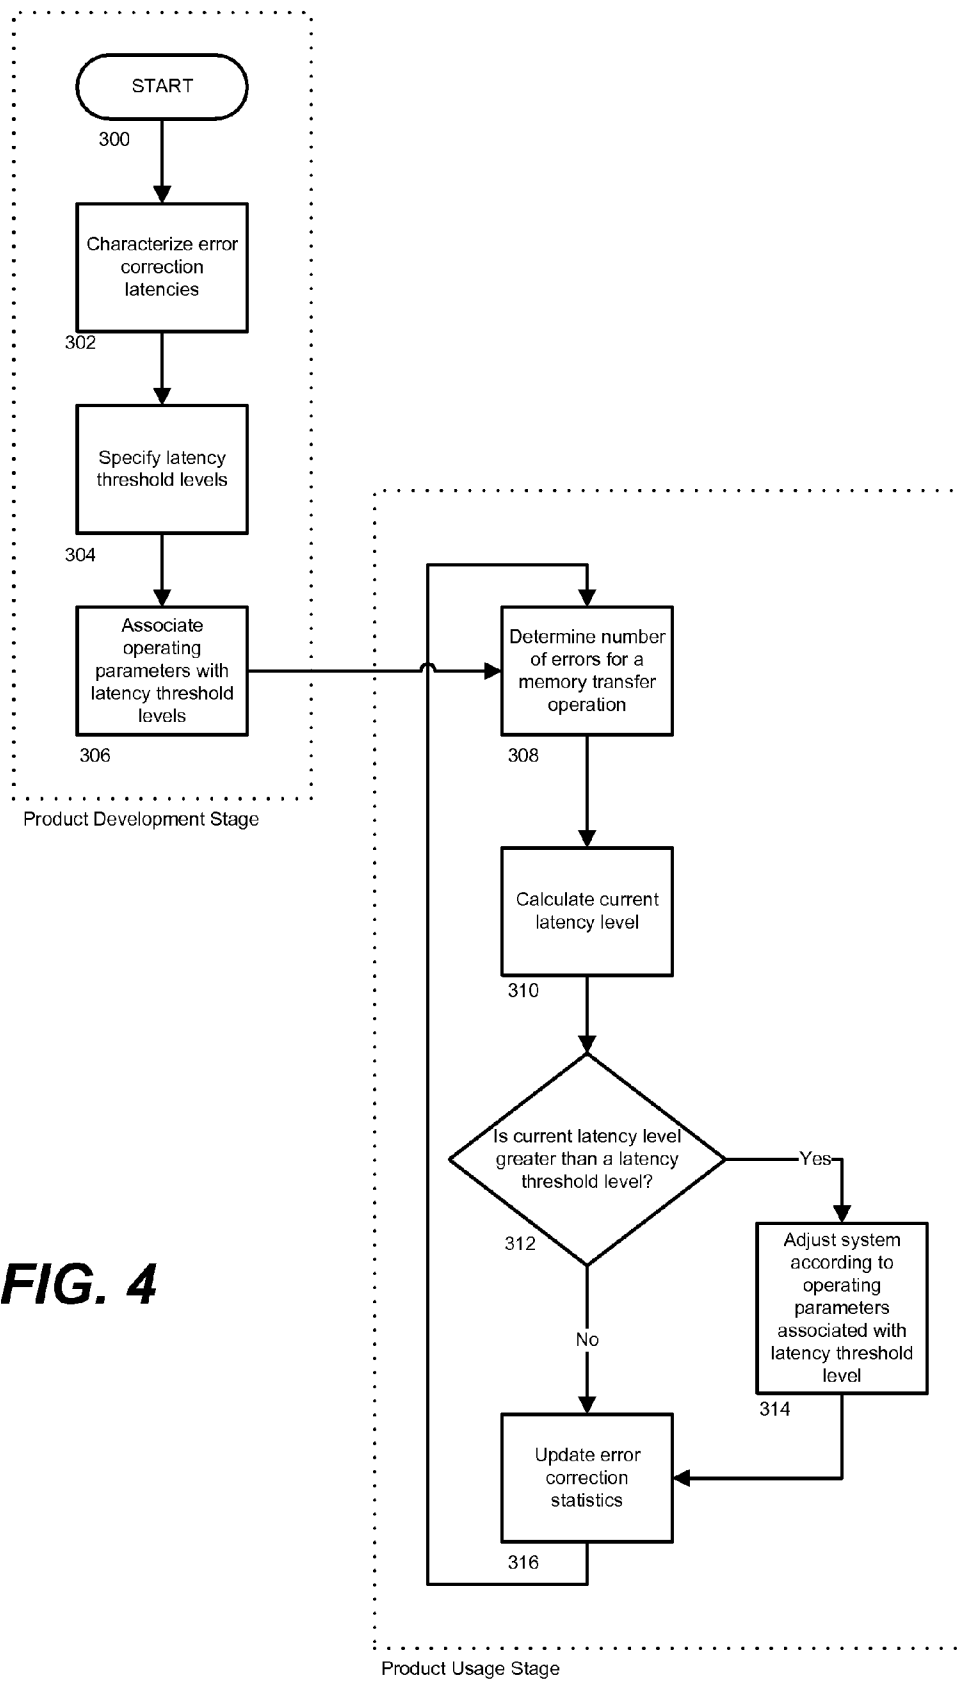 START
300
Characterize error
correction
latencies
302
Specify latency
threshold levels
304
Associate
operating
parameters with
latency threshold
levels
306
Product Development Stage
Determine number
of errors for a
memory transfer
operation
308
Calculate current
latency level
310
Is current latency level
greater than a latency
threshold level?
312
Yes
Adjust system
according to
operating
parameters
associated with
latency threshold
level
314
No
Update error
correction
statistics
316
Product Usage Stage
FIG. 4